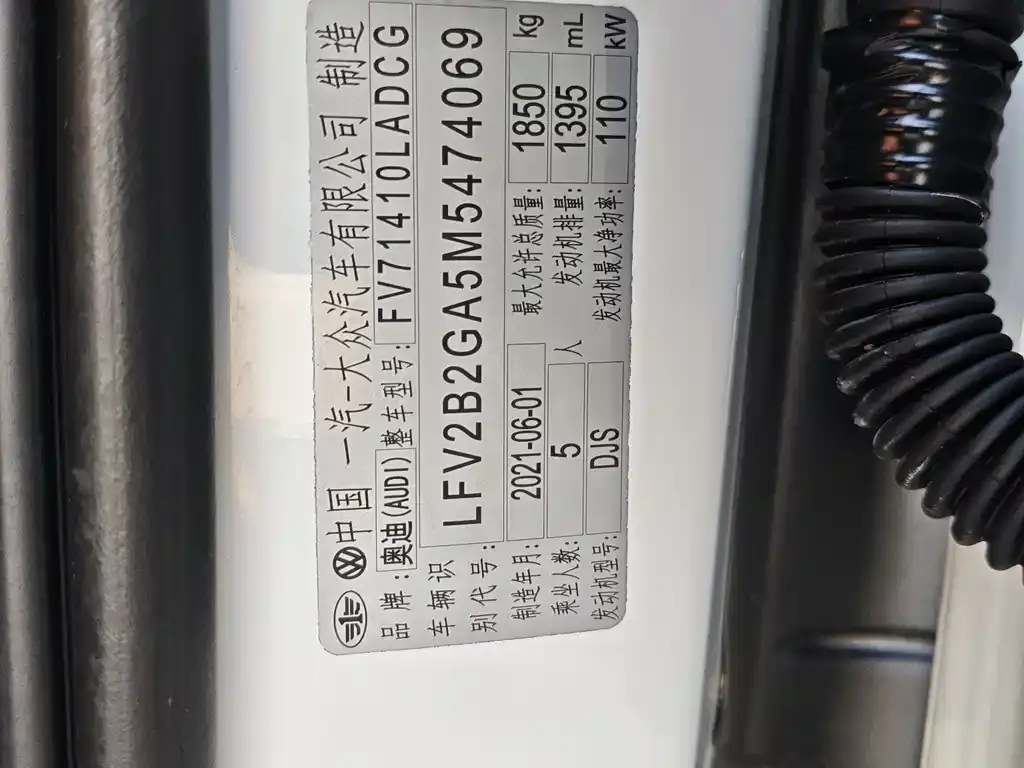 中国 一汽-大众汽车有限公司 制造
品牌: 奥迪(AUDI) 整车型号: FV71410LADCG
车辆识别代号: LFV2B2GA5M5474069
制造年月: 2021-06-01 最大允许总质量: 1850 kg
乘坐人数: 5 人 发动机排量: 1395 mL
发动机型号: DJS 发动机最大净功率: 110 kW